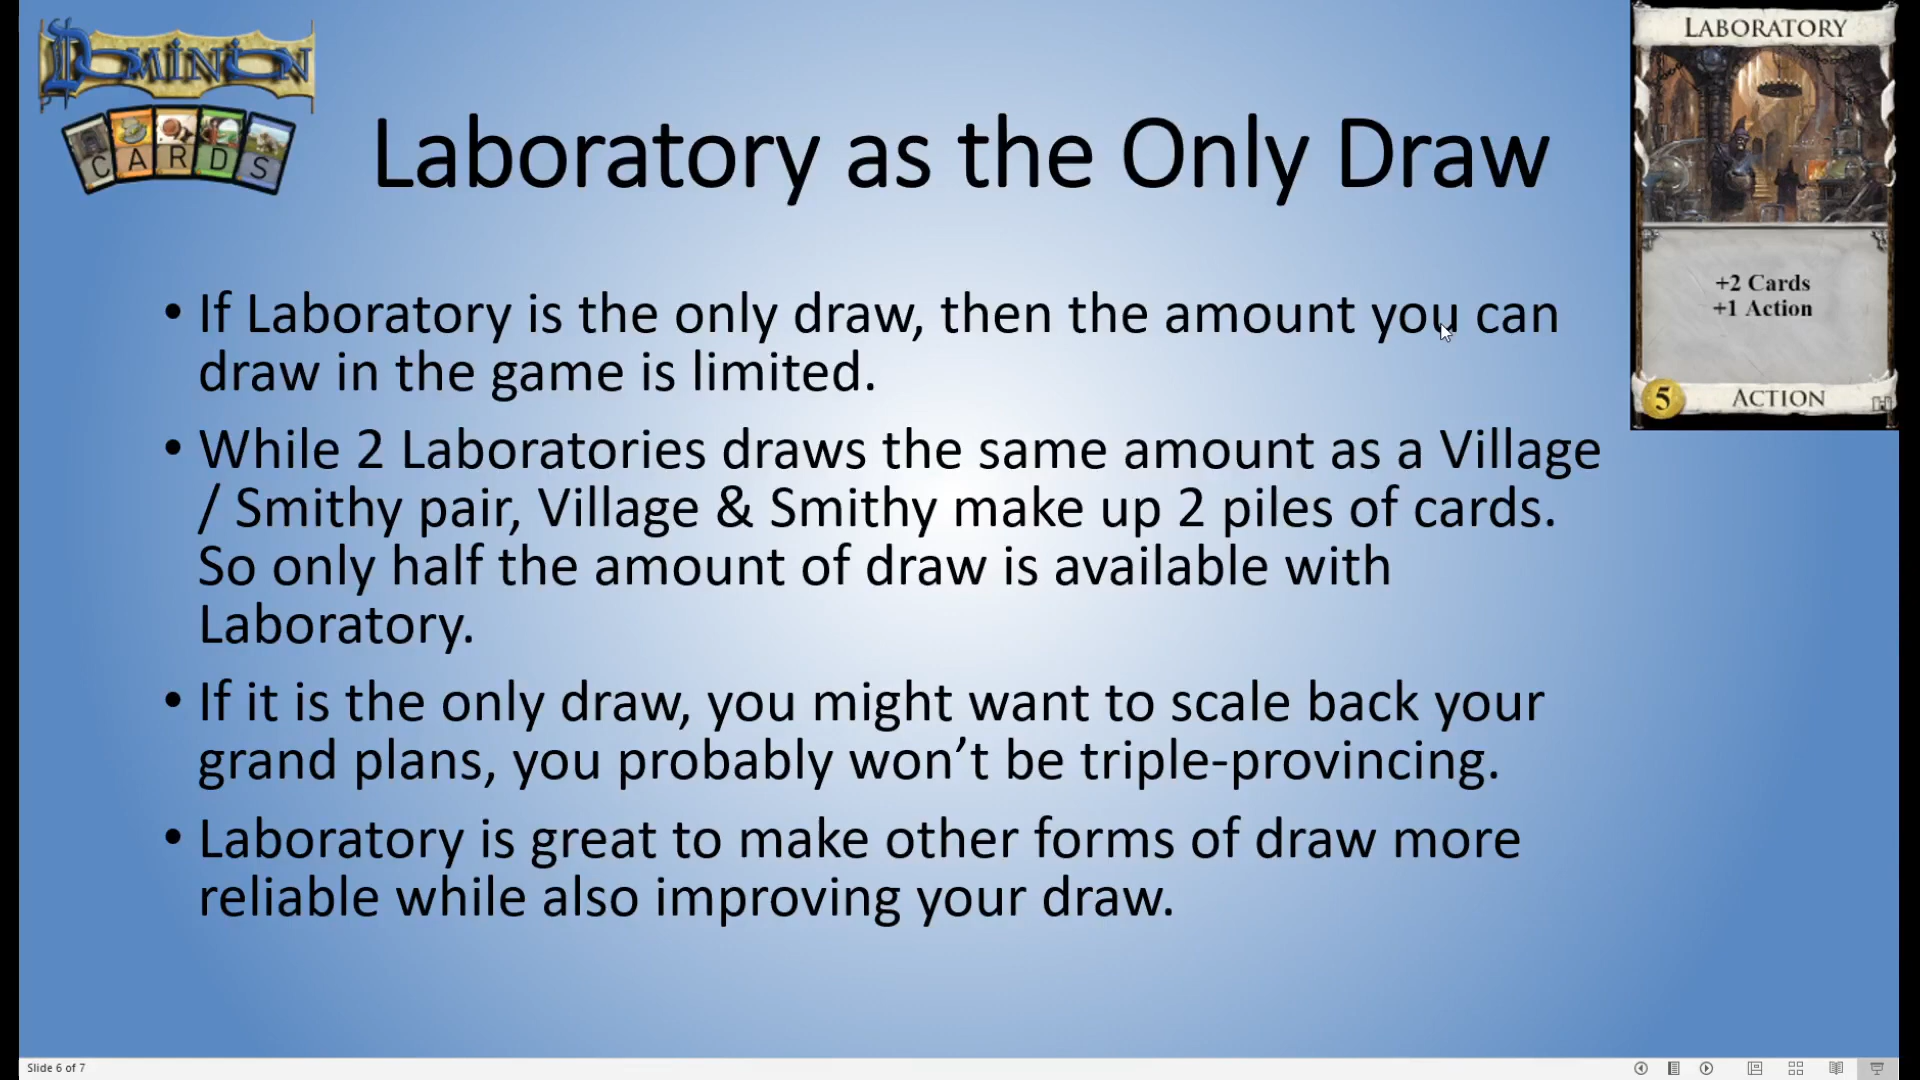 DOMINION
CARDS
LABORATORY
Laboratory as the Only Draw
+2 Cards
+1 Action
5
ACTION
• If Laboratory is the only draw, then the amount you can
draw in the game is limited.
• While 2 Laboratories draws the same amount as a Village
/ Smithy pair, Village & Smithy make up 2 piles of cards.
So only half the amount of draw is available with
Laboratory.
• If it is the only draw, you might want to scale back your
grand plans, you probably won’t be triple-provincing.
• Laboratory is great to make other forms of draw more
reliable while also improving your draw.
Slide 6 of 7